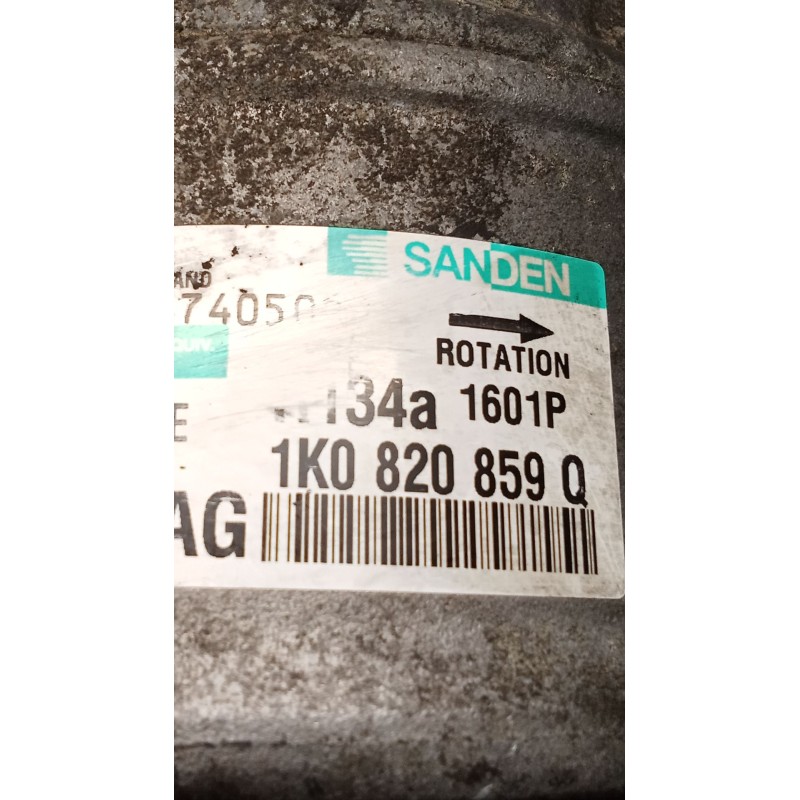 SANDEN
74050
ROTATION
134a 1601P
1K0 820 859 Q
AG